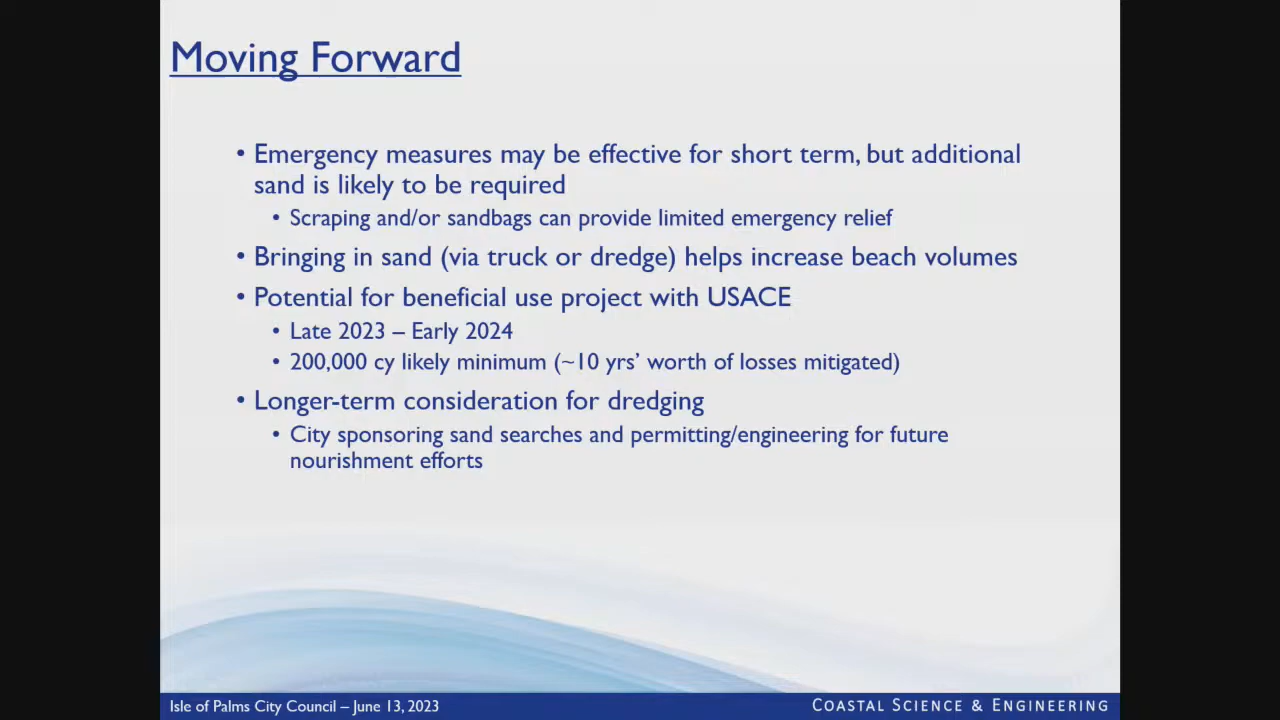 Moving Forward
• Emergency measures may be effective for short term, but additional
sand is likely to be required
• Scraping and/or sandbags can provide limited emergency relief
• Bringing in sand (via truck or dredge) helps increase beach volumes
• Potential for beneficial use project with USACE
• Late 2023 – Early 2024
• 200,000 cy likely minimum (~10 yrs’ worth of losses mitigated)
• Longer-term consideration for dredging
• City sponsoring sand searches and permitting/engineering for future
nourishment efforts
Isle of Palms City Council – June 13, 2023
COASTAL SCIENCE & ENGINEERING